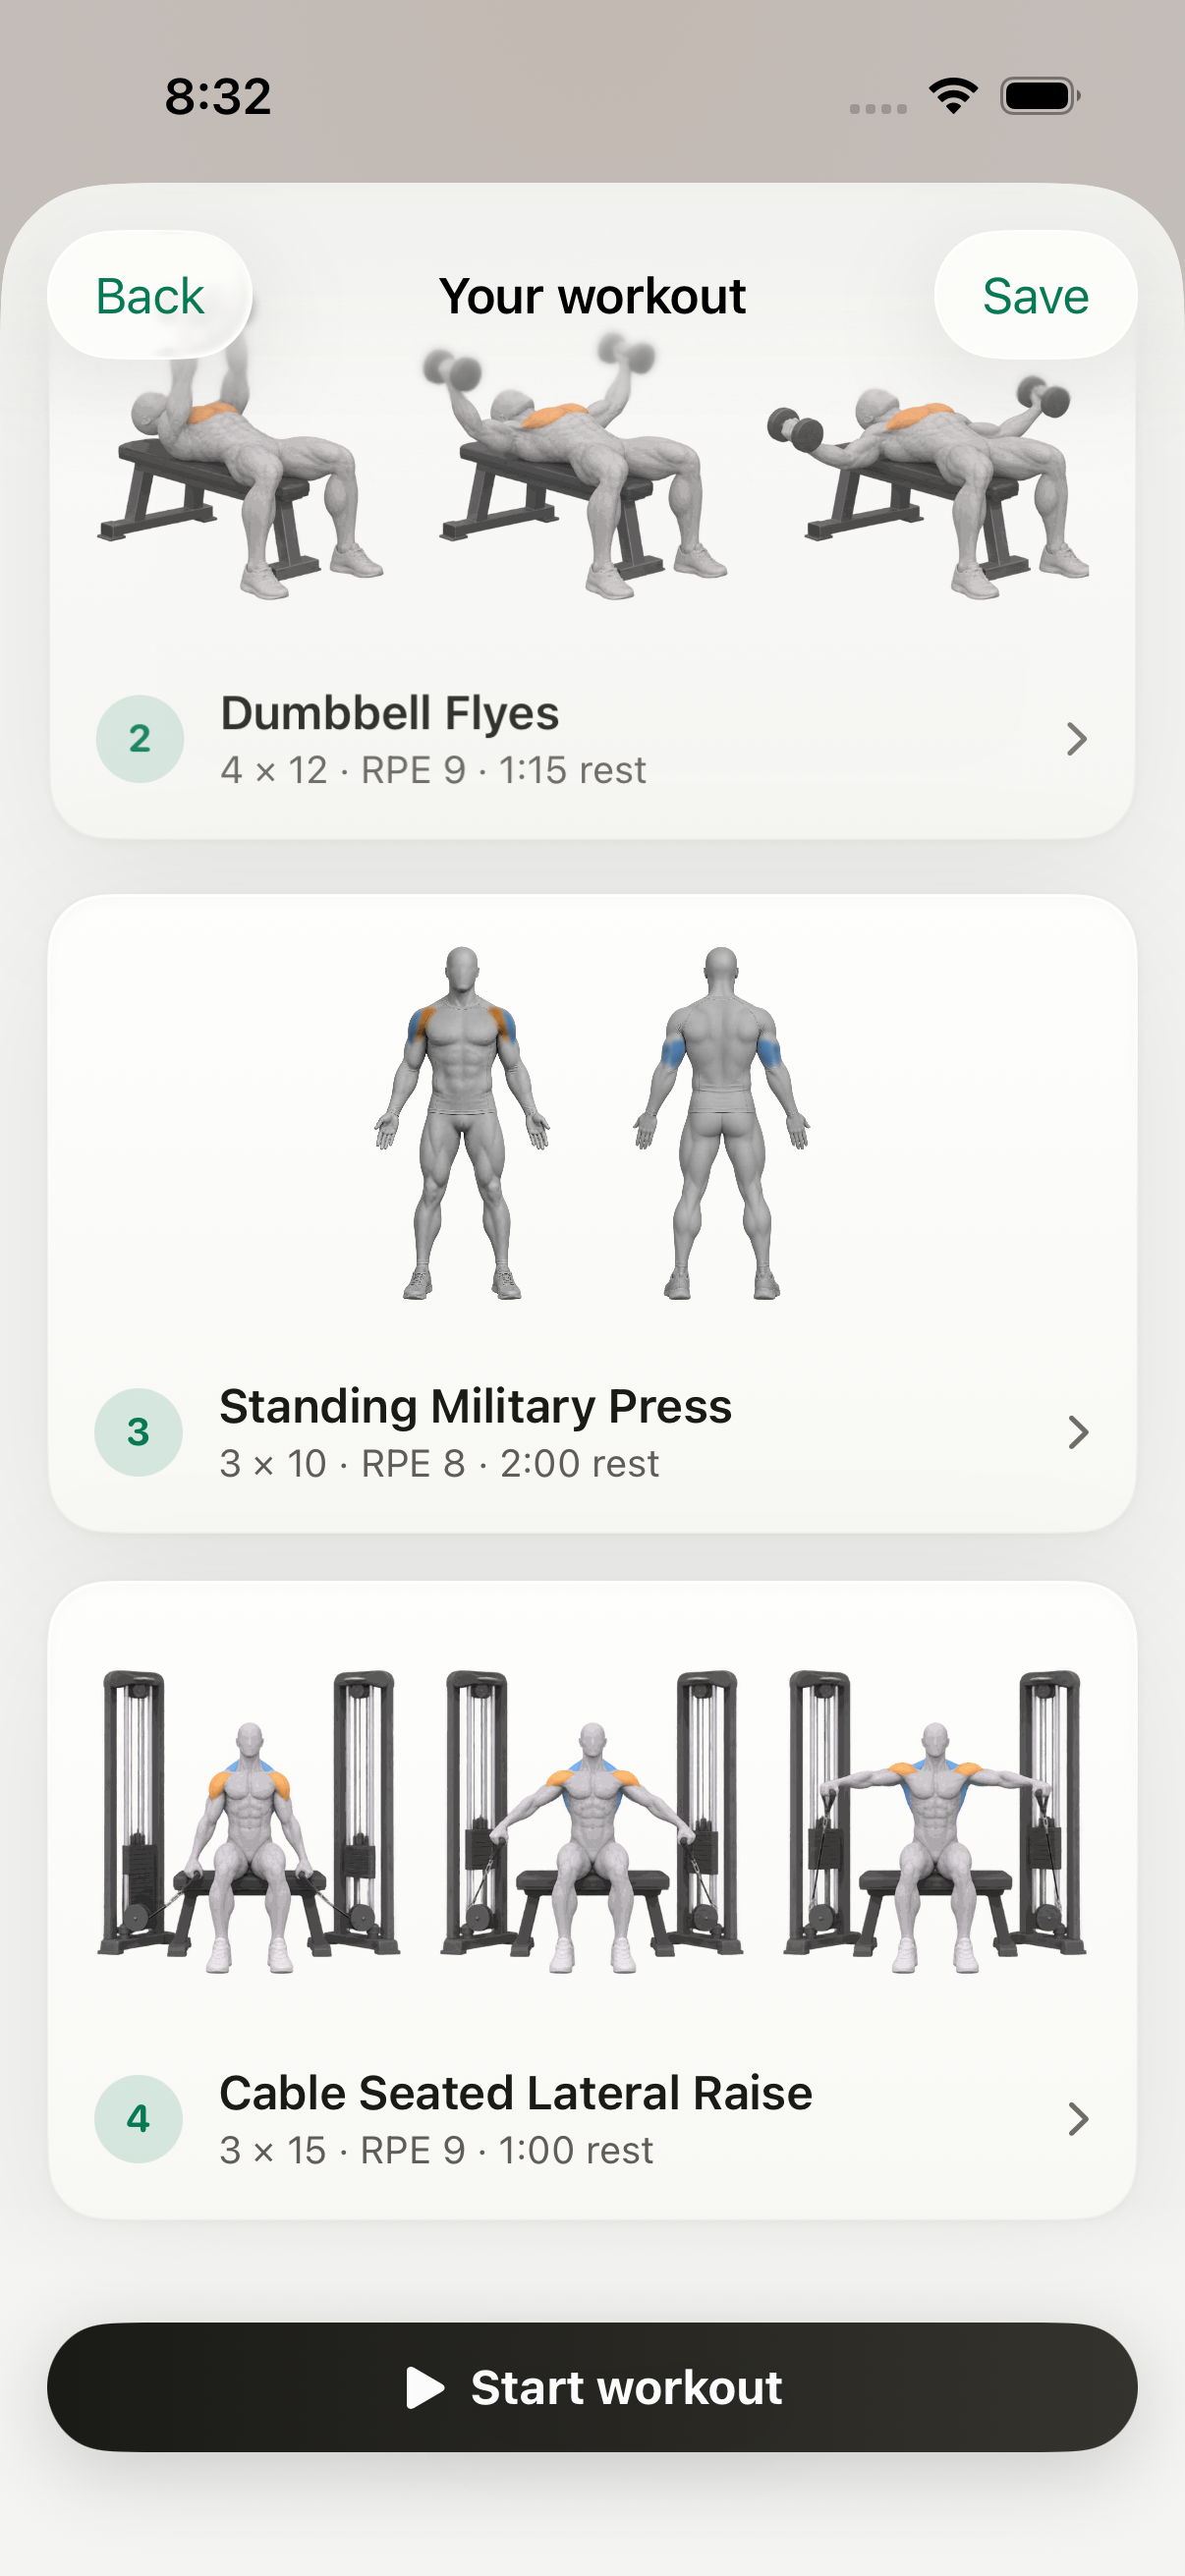 8:32
Back
Your workout
Save
2
Dumbbell Flyes
4 × 12 · RPE 9 · 1:15 rest
3
Standing Military Press
3 × 10 · RPE 8 · 2:00 rest
4
Cable Seated Lateral Raise
3 × 15 · RPE 9 · 1:00 rest
Start workout